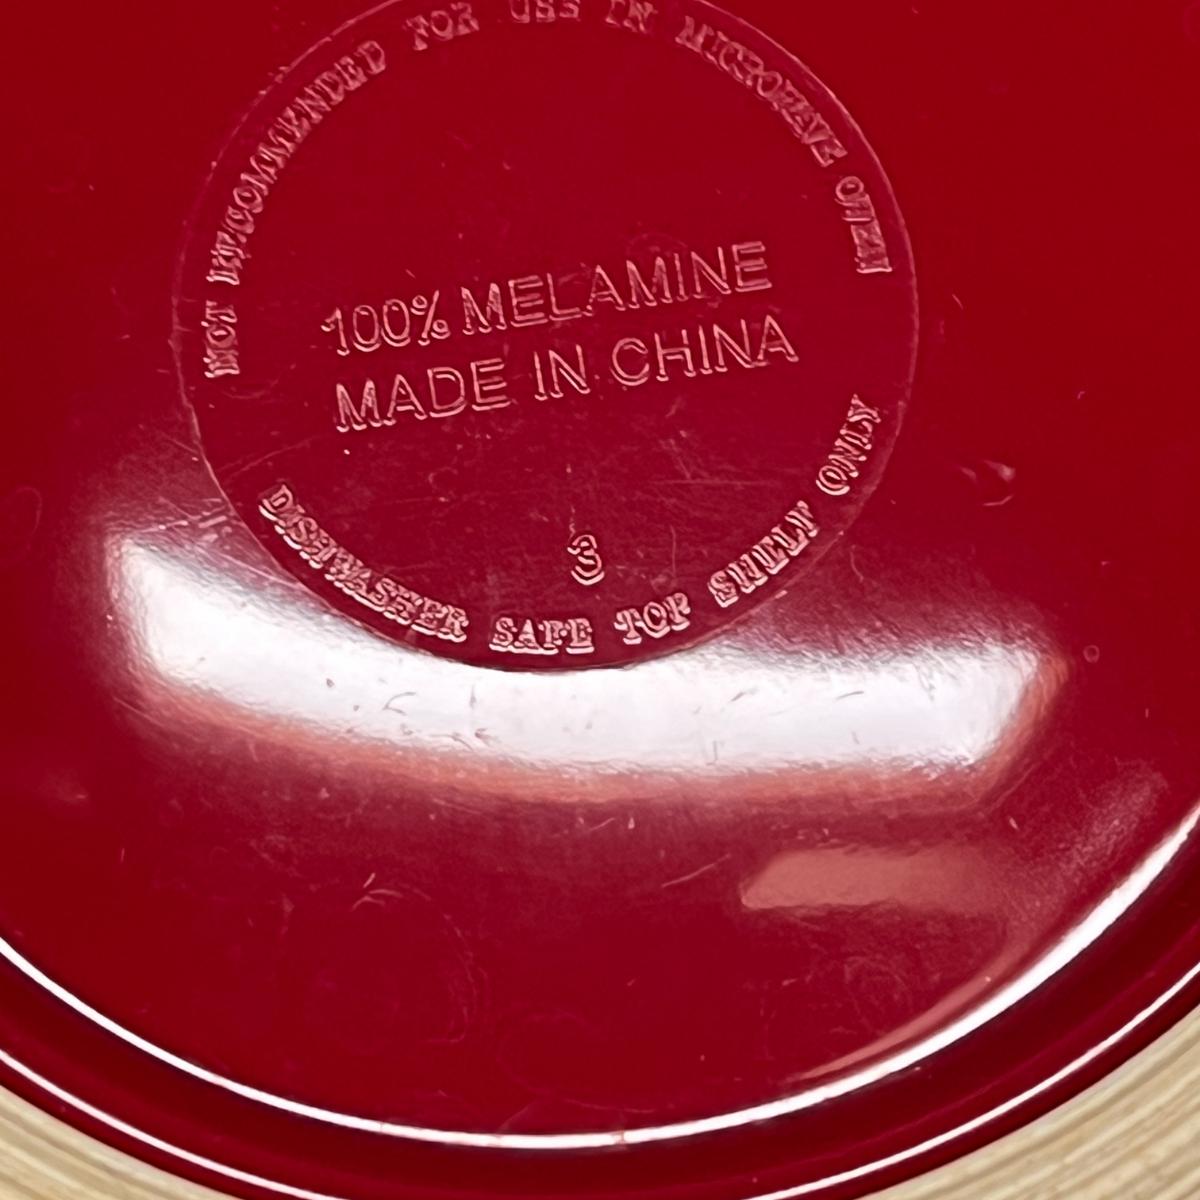 NOT RECOMMENDED FOR USE IN MICROWAVE OVEN
100% MELAMINE
MADE IN CHINA
3
DISHWASHER SAFE TOP SHELF ONLY